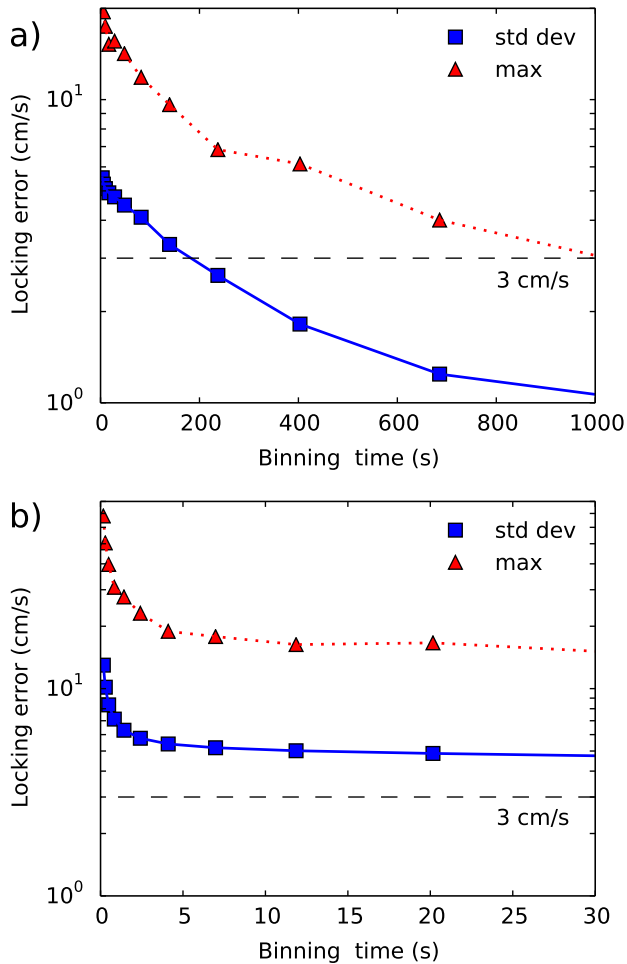 a)
std dev
max
10^1
Locking error (cm/s)
3 cm/s
10^0
0 200 400 600 800 1000
Binning time (s)
b)
std dev
max
10^1
Locking error (cm/s)
3 cm/s
10^0
0 5 10 15 20 25 30
Binning time (s)